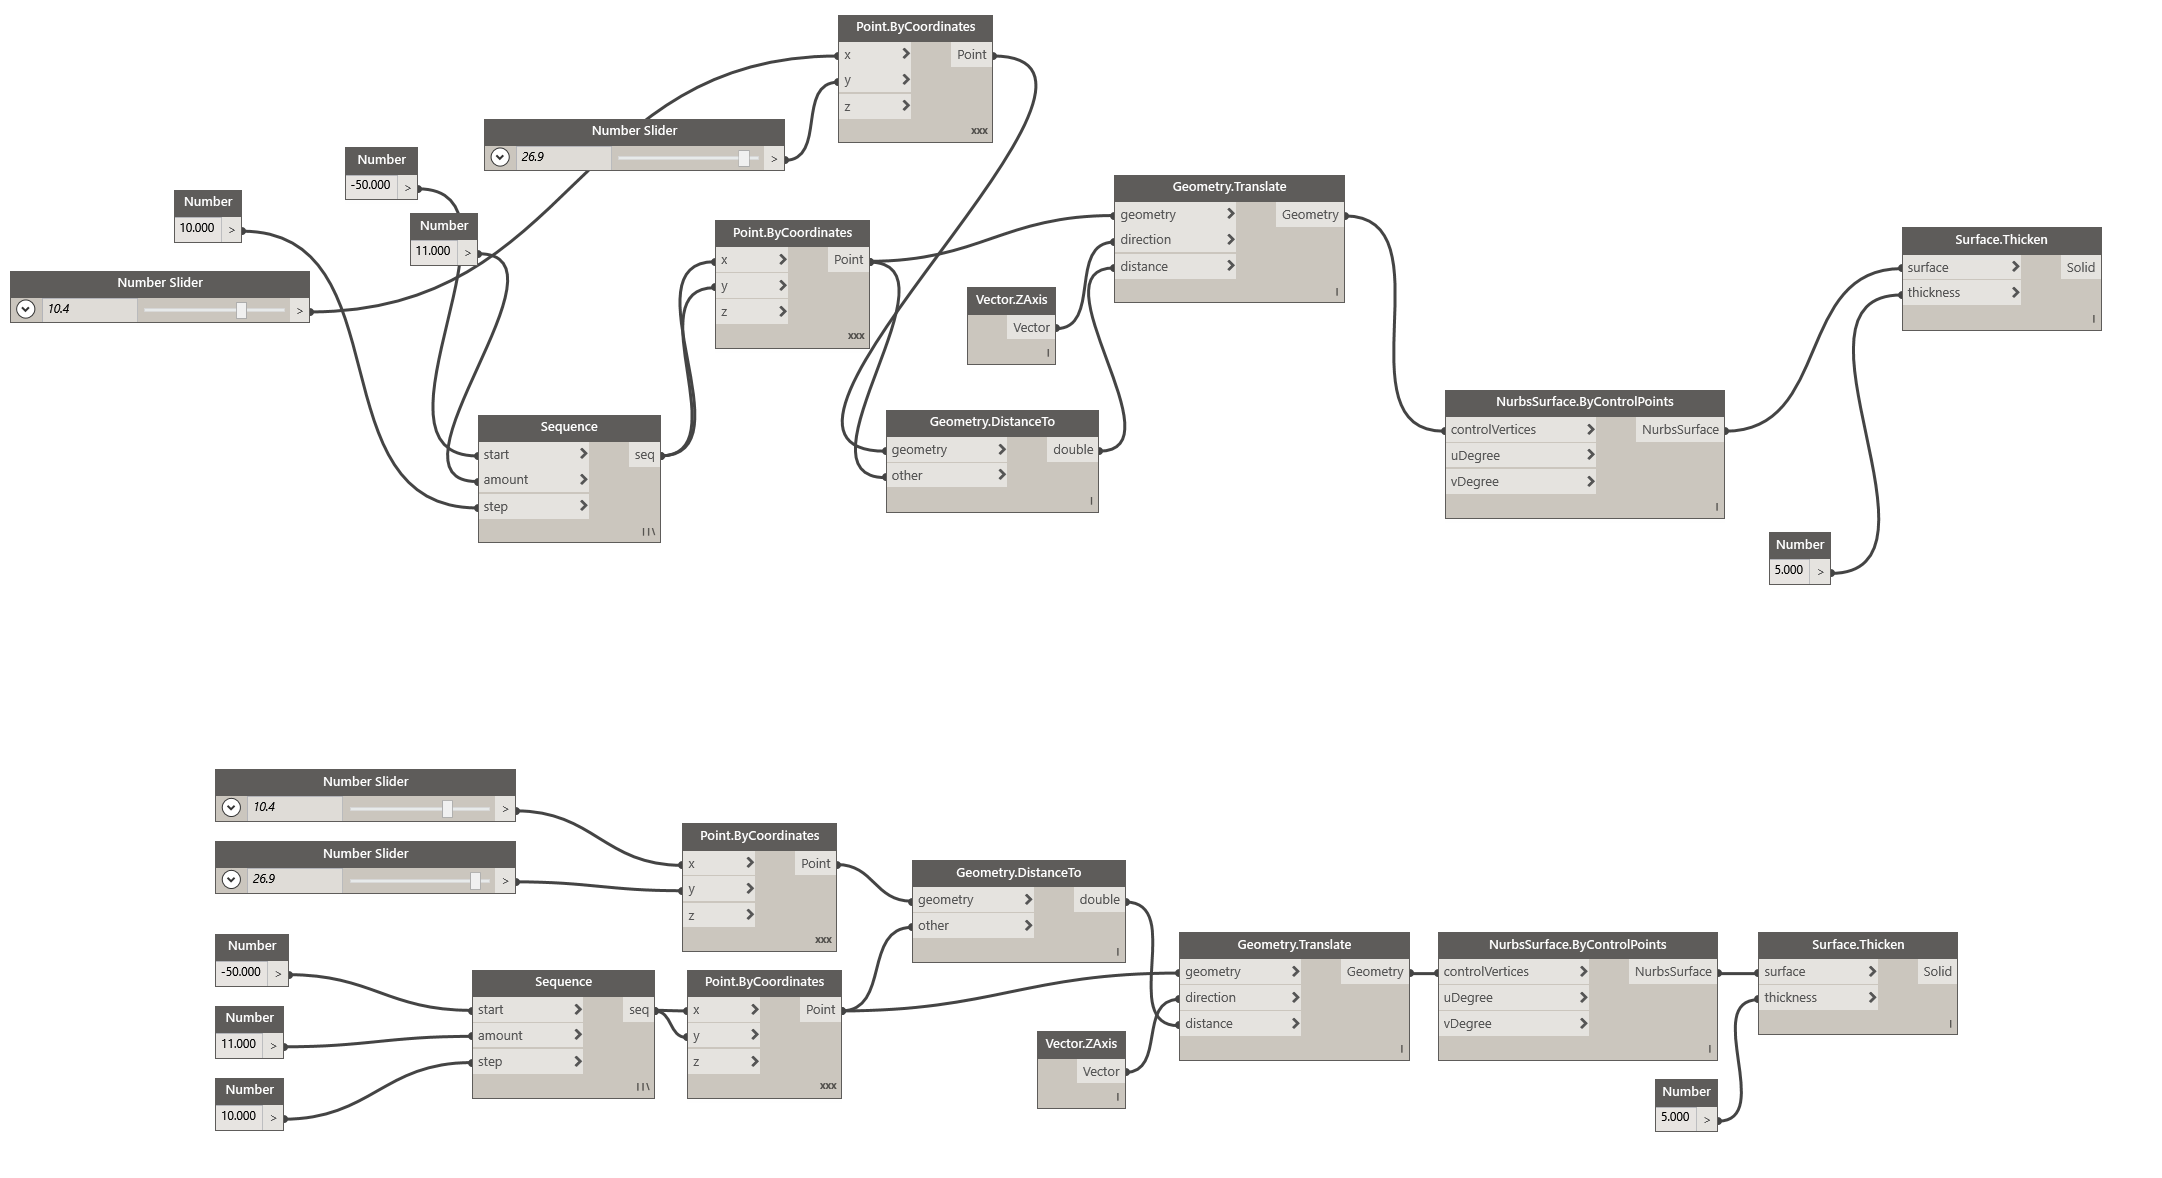 Point.ByCoordinates
x > Point
y >
z >
xxx
Number Slider
26.9 >
Number
-50.000 >
Number
10.000 >
Number
11.000 >
Number Slider
10.4 >
Point.ByCoordinates
x > Point
y >
z >
xxx
Geometry.Translate
geometry > Geometry
direction >
distance >
|
Vector.ZAxis
Vector
|
Surface.Thicken
surface > Solid
thickness >
|
Sequence
start > seq
amount >
step >
||\
Geometry.DistanceTo
geometry > double
other >
|
NurbsSurface.ByControlPoints
controlVertices > NurbsSurface
uDegree >
vDegree >
|
Number
5.000 >
Number Slider
10.4 >
Number Slider
26.9 >
Point.ByCoordinates
x > Point
y >
z >
xxx
Geometry.DistanceTo
geometry > double
other >
|
Number
-50.000 >
Number
11.000 >
Number
10.000 >
Sequence
start > seq
amount >
step >
||\
Point.ByCoordinates
x > Point
y >
z >
xxx
Geometry.Translate
geometry > Geometry
direction >
distance >
|
Vector.ZAxis
Vector
|
NurbsSurface.ByControlPoints
controlVertices > NurbsSurface
uDegree >
vDegree >
|
Surface.Thicken
surface > Solid
thickness >
|
Number
5.000 >